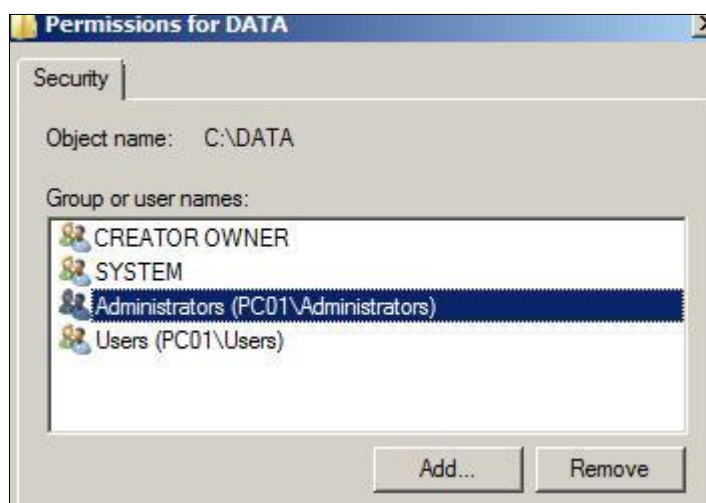 Permissions for DATA
Security
Object name: C:\DATA
Group or user names:
CREATOR OWNER
SYSTEM
Administrators (PC01\Administrators)
Users (PC01\Users)
Add... Remove